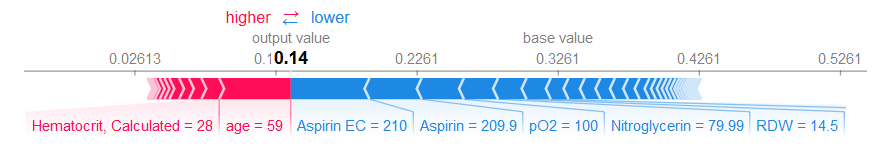 higher ⇄ lower
output value base value
0.02613 0.1 0.14 0.2261 0.3261 0.4261 0.5261
Hematocrit, Calculated = 28 age = 59 Aspirin EC = 210 Aspirin = 209.9 pO2 = 100 Nitroglycerin = 79.99 RDW = 14.5